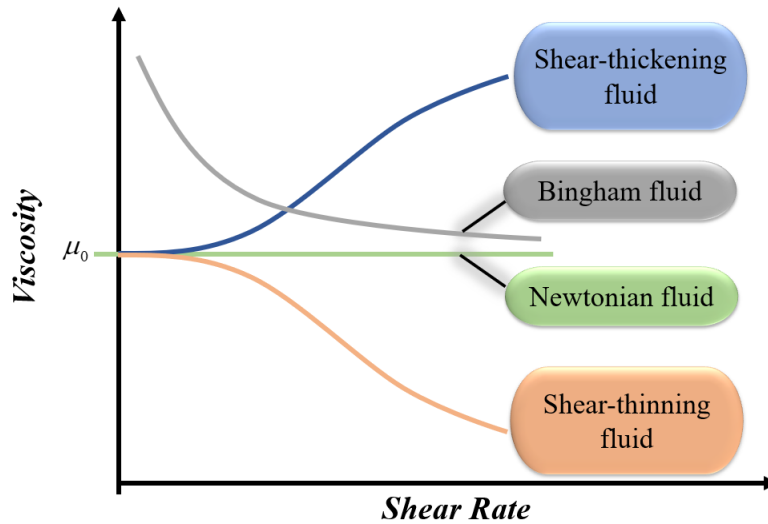 Shear-thickening
fluid
Bingham fluid
Viscosity
μ0
Newtonian fluid
Shear-thinning
fluid
Shear Rate